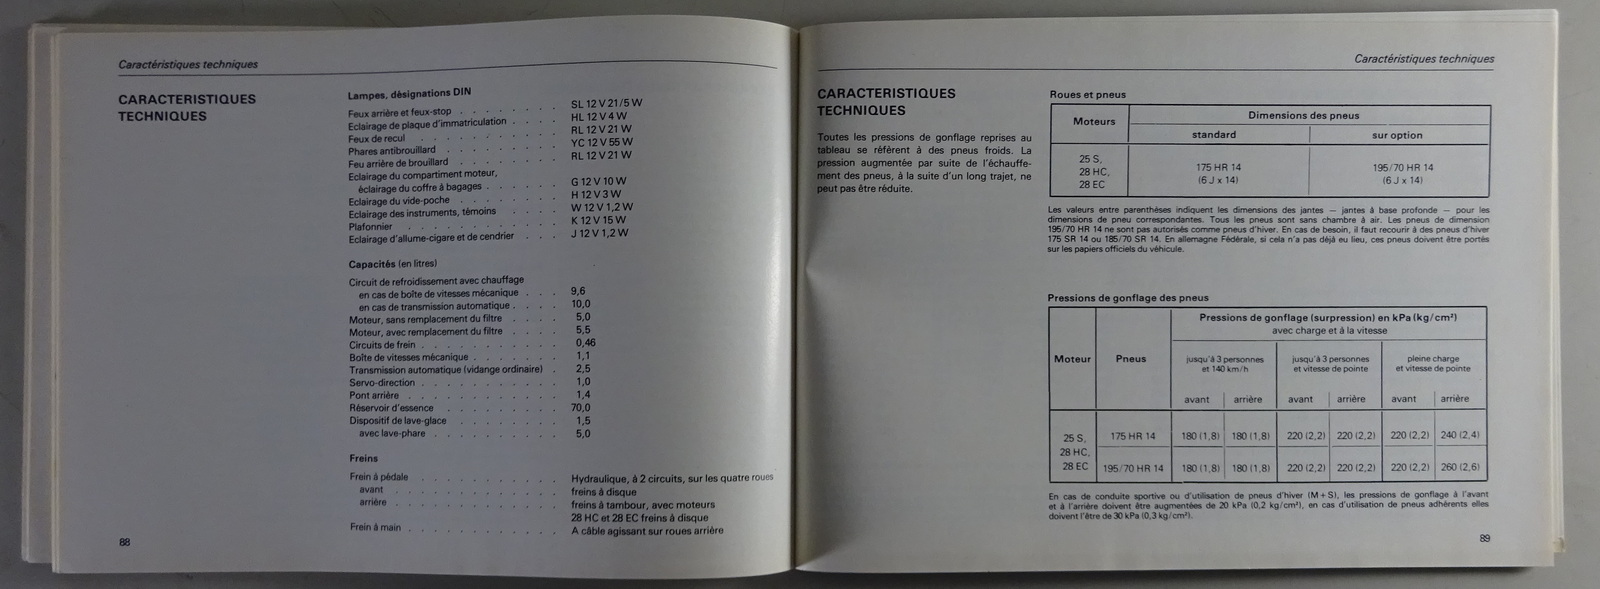 Caractéristiques techniques
CARACTERISTIQUES
TECHNIQUES
Lampes, dèsignations DIN
Feux arrière et feux-stop . . . . . . . . SL 12 V 21/5 W
Eclairage de plaque d'immatriculation . . . . HL 12 V 4 W
Feux de recul . . . . . . . . . . RL 12 V 21 W
Phares antibrouillard . . . . . . . . YC 12 V 55 W
Feu arrière de brouillard . . . . . . . RL 12 V 21 W
Eclairage du compartiment moteur,
éclairage du coffre à bagages . . . . . . G 12 V 10 W
Eclairage du vide-poche . . . . . . . . H 12 V 3 W
Eclairage des instruments, témoins . . . . W 12 V 1,2 W
Plafonnier . . . . . . . . . . . K 12 V 15 W
Eclairage d'allume-cigare et de cendrier . . . J 12 V 1,2 W
Capacités (en litres)
Circuit de refroidissement avec chauffage
en cas de boîte de vitesses mécanique . . . 9,6
en cas de transmission automatique . . . . 10,0
Moteur, sans remplacement du filtre . . . . 5,0
Moteur, avec remplacement du filtre . . . . 5,5
Circuits de frein . . . . . . . . . . 0,46
Boîte de vitesses mécanique . . . . . . . 1,1
Transmission automatique (vidange ordinaire) . 2,5
Servo-direction . . . . . . . . . . 1,0
Pont arrière . . . . . . . . . . . 1,4
Réservoir d'essence . . . . . . . . 70,0
Dispositif de lave-glace . . . . . . . . 1,5
avec lave-phare . . . . . . . . . 5,0
Freins
Frein à pédale . . . . . . . . . . Hydraulique, à 2 circuits, sur les quatre roues
avant . . . . . . . . . . . . freins à disque
arrière . . . . . . . . . . . . freins à tambour, avec moteurs
28 HC et 28 EC freins à disque
Frein à main . . . . . . . . . . . A câble agissant sur roues arrière
88
Caractéristiques techniques
CARACTERISTIQUES
TECHNIQUES
Toutes les pressions de gonflage reprises au
tableau se réfèrent à des pneus froids. La
pression augmentée par suite de l'échauffe-
ment des pneus, à la suite d'un long trajet, ne
peut pas être réduite.
Roues et pneus
Moteurs Dimensions des pneus
standard sur option
25 S,
28 HC,
28 EC
175 HR 14 195/70 HR 14
(6 J x 14) (6 J x 14)
Les valeurs entre parenthèses indiquent les dimensions des jantes — jantes à base profonde — pour les
dimensions de pneu correspondantes. Tous les pneus sont sans chambre à air. Les pneus de dimension
195/70 HR 14 ne sont pas autorisés comme pneus d'hiver. En cas de besoin, il faut recourir à des pneus d'hiver
175 SR 14 ou 185/70 SR 14. En allemagne Fédérale, si cela n'a pas déjà eu lieu, ces pneus doivent être portés
sur les papiers officiels du véhicule.
Pressions de gonflage des pneus
Moteur Pneus Pressions de gonflage (surpression) en kPa (kg/cm²)
avec charge et à la vitesse
jusqu'à 3 personnes jusqu'à 3 personnes pleine charge
et 140 km/h et vitesse de pointe et vitesse de pointe
avant arrière avant arrière avant arrière
25 S,
28 HC,
28 EC
175 HR 14 180 (1,8) 180 (1,8) 220 (2,2) 220 (2,2) 220 (2,2) 240 (2,4)
195/70 HR 14 180 (1,8) 180 (1,8) 220 (2,2) 220 (2,2) 220 (2,2) 260 (2,6)
En cas de conduite sportive ou d'utilisation de pneus d'hiver (M + S), les pressions de gonflage à l'avant
et à l'arrière doivent être augmentées de 20 kPa (0,2 kg/cm²), en cas d'utilisation de pneus adhérents elles
doivent l'être de 30 kPa (0,3 kg/cm²).
89